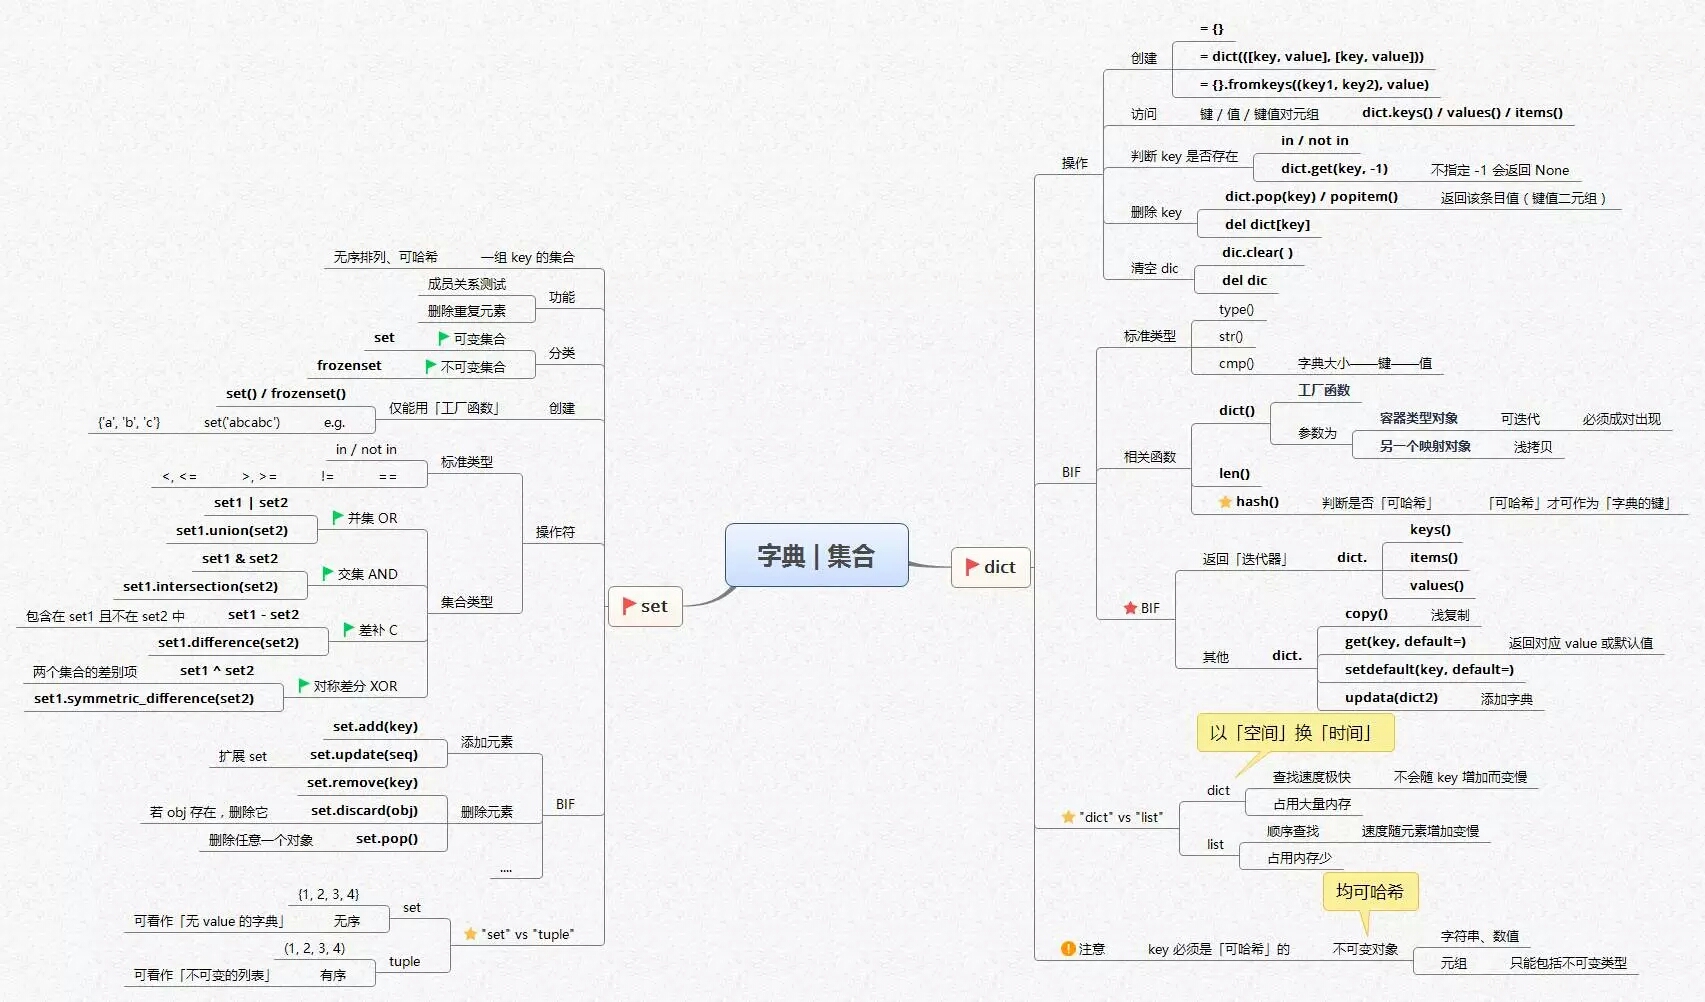 字典 | 集合
dict
操作
创建
= {}
= dict(([key, value], [key, value]))
= {}.fromkeys((key1, key2), value)
访问 键 / 值 / 键值对元组 dict.keys() / values() / items()
判断 key 是否存在
in / not in
dict.get(key, -1) 不指定 -1 会返回 None
删除 key
dict.pop(key) / popitem() 返回该条目值（键值二元组）
del dict[key]
清空 dic
dic.clear( )
del dic
BIF
标准类型
type()
str()
cmp() 字典大小——键——值
相关函数
dict()
工厂函数
参数为
容器类型对象 可迭代 必须成对出现
另一个映射对象 浅拷贝
len()
hash() 判断是否「可哈希」 「可哈希」才可作为「字典的键」
BIF
返回「迭代器」 dict.
keys()
items()
values()
其他 dict.
copy() 浅复制
get(key, default=) 返回对应 value 或默认值
setdefault(key, default=)
updata(dict2) 添加字典
以「空间」换「时间」
"dict" vs "list"
dict
查找速度极快 不会随 key 增加而变慢
占用大量内存
list
顺序查找 速度随元素增加变慢
占用内存少
均可哈希
注意 key 必须是「可哈希」的 不可变对象
字符串、数值
元组 只能包括不可变类型
set
无序排列、可哈希 一组 key 的集合
功能
成员关系测试
删除重复元素
分类
set 可变集合
frozenset 不可变集合
创建
仅能用「工厂函数」
set() / frozenset()
{'a', 'b', 'c'} set('abcabc') e.g.
操作符
标准类型
in / not in
<, <= >, >= != ==
集合类型
并集 OR
set1 | set2
set1.union(set2)
交集 AND
set1 & set2
set1.intersection(set2)
差补 C
包含在 set1 且不在 set2 中 set1 - set2
set1.difference(set2)
对称差分 XOR
两个集合的差别项 set1 ^ set2
set1.symmetric_difference(set2)
BIF
添加元素
set.add(key)
扩展 set set.update(seq)
删除元素
set.remove(key)
若 obj 存在，删除它 set.discard(obj)
删除任意一个对象 set.pop()
....
"set" vs "tuple"
set
{1, 2, 3, 4}
可看作「无 value 的字典」 无序
tuple
(1, 2, 3, 4)
可看作「不可变的列表」 有序